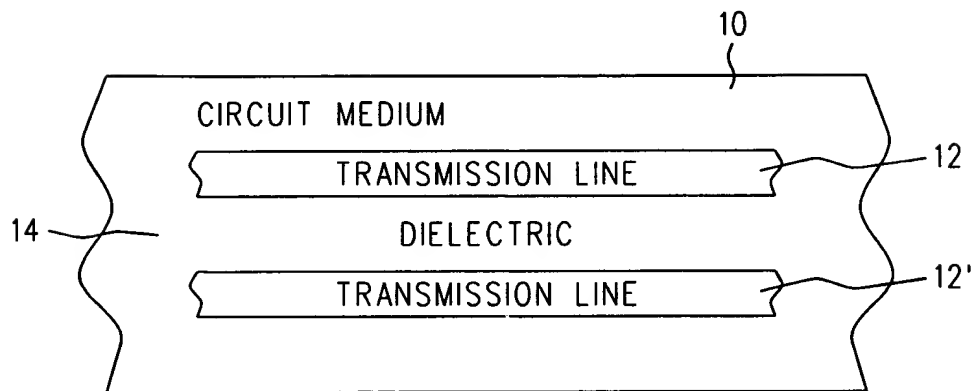 10
CIRCUIT MEDIUM
TRANSMISSION LINE
12
14
DIELECTRIC
TRANSMISSION LINE
12'